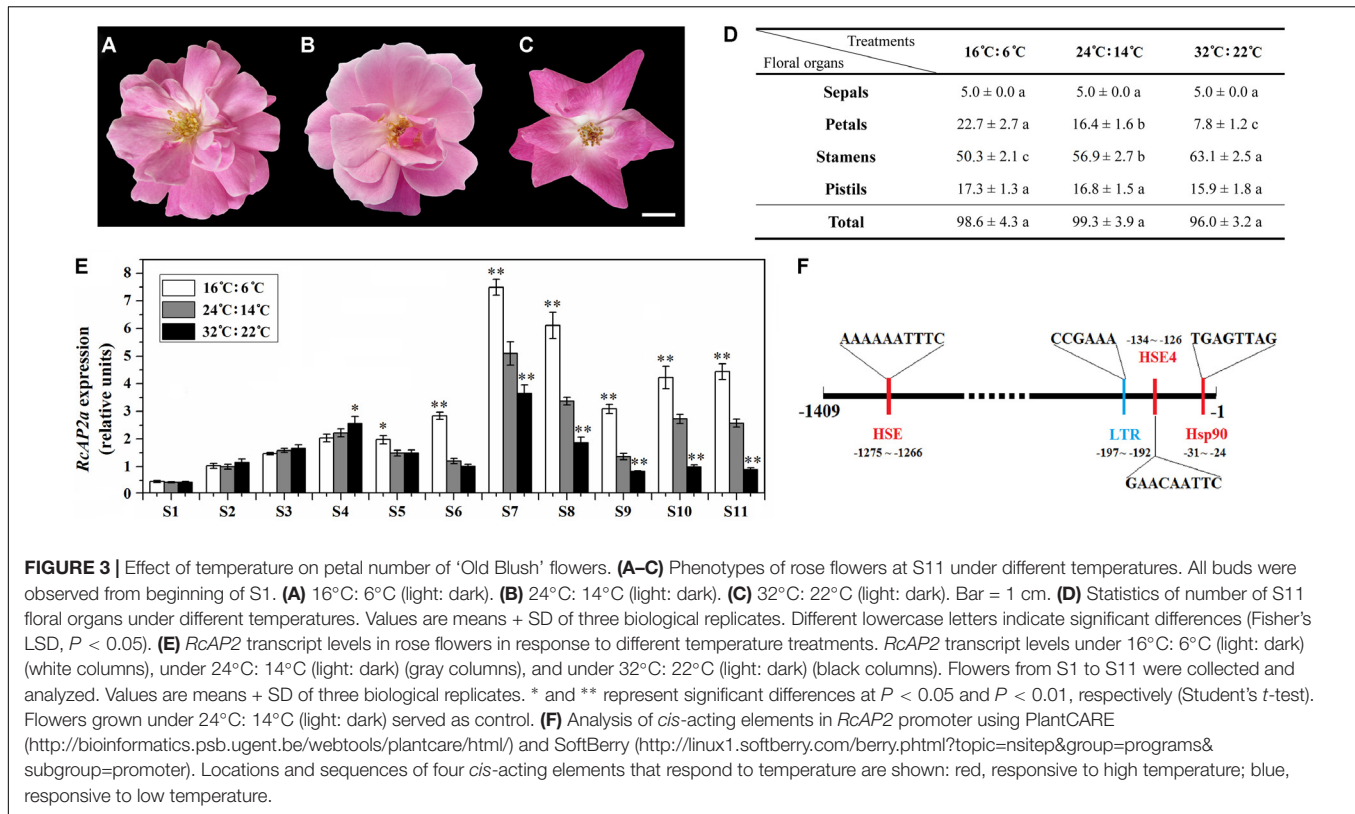 A
B
C
D
Treatments
Floral organs
16℃:6℃ 24℃:14℃ 32℃:22℃
Sepals 5.0 ± 0.0 a 5.0 ± 0.0 a 5.0 ± 0.0 a
Petals 22.7 ± 2.7 a 16.4 ± 1.6 b 7.8 ± 1.2 c
Stamens 50.3 ± 2.1 c 56.9 ± 2.7 b 63.1 ± 2.5 a
Pistils 17.3 ± 1.3 a 16.8 ± 1.5 a 15.9 ± 1.8 a
Total 98.6 ± 4.3 a 99.3 ± 3.9 a 96.0 ± 3.2 a
E
RcAP2a expression
(relative units)
8
7
6
5
4
3
2
1
0
16℃:6℃
24℃:14℃
32℃:22℃
*
*
**
**
**
**
**
**
**
**
**
**
**
S1 S2 S3 S4 S5 S6 S7 S8 S9 S10 S11
F
AAAAAATTTC
CCGAAA
-134~ -126
TGAGTTAG
HSE4
-1409
-1
HSE
-1275 ~ -1266
LTR
-197~ -192
Hsp90
-31~ -24
GAACAATTC
FIGURE 3 | Effect of temperature on petal number of ‘Old Blush’ flowers. (A–C) Phenotypes of rose flowers at S11 under different temperatures. All buds were
observed from beginning of S1. (A) 16°C: 6°C (light: dark). (B) 24°C: 14°C (light: dark). (C) 32°C: 22°C (light: dark). Bar = 1 cm. (D) Statistics of number of S11
floral organs under different temperatures. Values are means + SD of three biological replicates. Different lowercase letters indicate significant differences (Fisher’s
LSD, P < 0.05). (E) RcAP2 transcript levels in rose flowers in response to different temperature treatments. RcAP2 transcript levels under 16°C: 6°C (light: dark)
(white columns), under 24°C: 14°C (light: dark) (gray columns), and under 32°C: 22°C (light: dark) (black columns). Flowers from S1 to S11 were collected and
analyzed. Values are means + SD of three biological replicates. * and ** represent significant differences at P < 0.05 and P < 0.01, respectively (Student’s t-test).
Flowers grown under 24°C: 14°C (light: dark) served as control. (F) Analysis of cis-acting elements in RcAP2 promoter using PlantCARE
(http://bioinformatics.psb.ugent.be/webtools/plantcare/html/) and SoftBerry (http://linux1.softberry.com/berry.phtml?topic=nsitep&group=programs&
subgroup=promoter). Locations and sequences of four cis-acting elements that respond to temperature are shown: red, responsive to high temperature; blue,
responsive to low temperature.